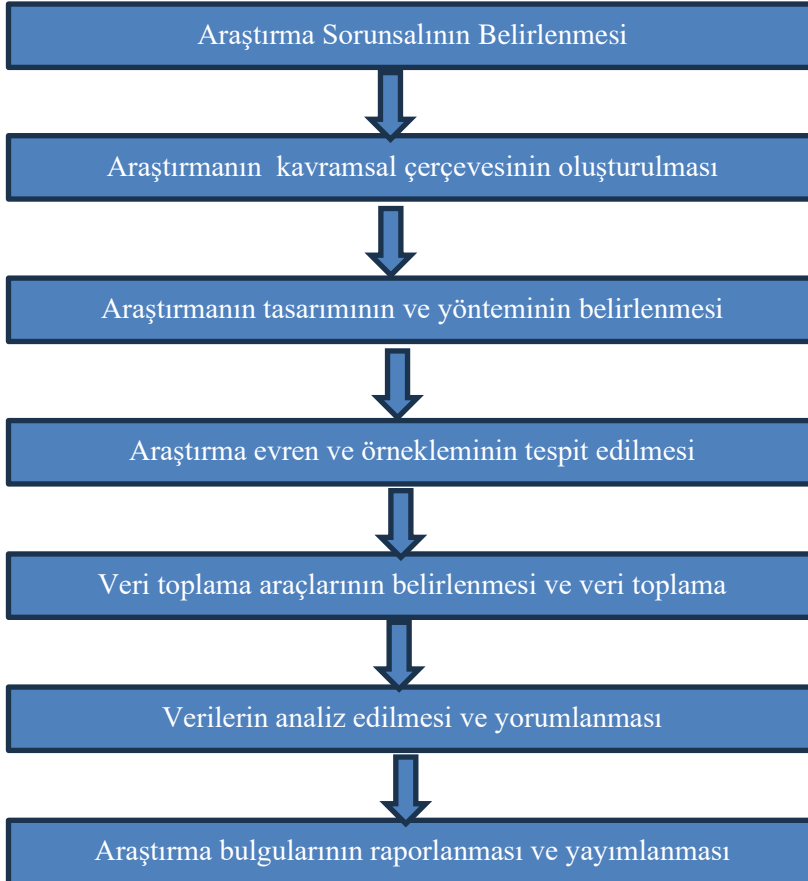 Araştırma Sorunsalının Belirlenmesi
Araştırmanın kavramsal çerçevesinin oluşturulması
Araştırmanın tasarımının ve yönteminin belirlenmesi
Araştırma evren ve örnekleminin tespit edilmesi
Veri toplama araçlarının belirlenmesi ve veri toplama
Verilerin analiz edilmesi ve yorumlanması
Araştırma bulgularının raporlanması ve yayımlanması